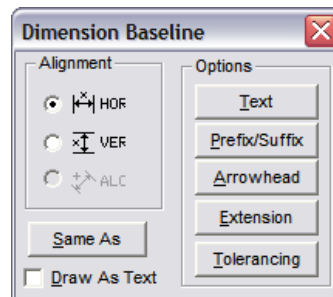 Dimension Baseline
Alignment
HOR
VER
ALC
Same As
Draw As Text
Options
Text
Prefix/Suffix
Arrowhead
Extension
Tolerancing